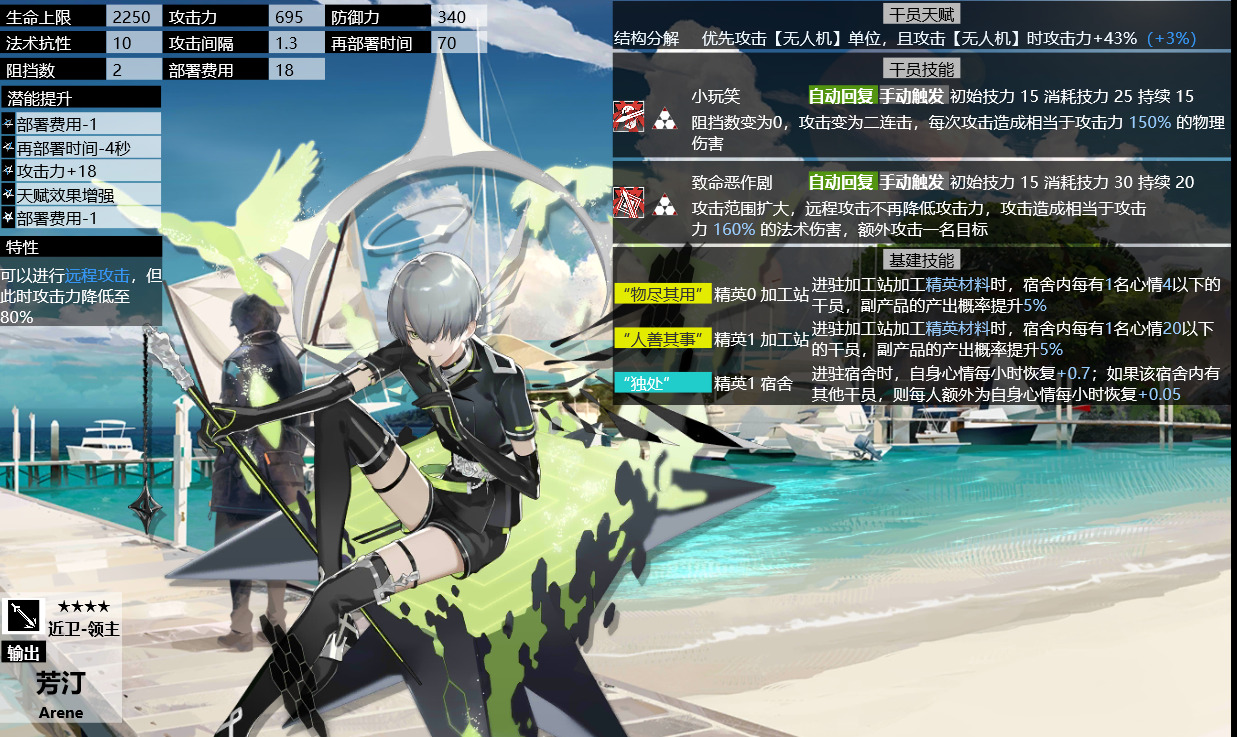 生命上限 2250 攻击力 695 防御力 340
法术抗性 10 攻击间隔 1.3 再部署时间 70
阻挡数 2 部署费用 18
潜能提升
部署费用-1
再部署时间-4秒
攻击力+18
天赋效果增强
部署费用-1
特性
可以进行远程攻击，但
此时攻击力降低至
80%
★★★★
近卫-领主
输出
芳汀
Arene
干员天赋
结构分解 优先攻击【无人机】单位，且攻击【无人机】时攻击力+43%（+3%）
干员技能
小玩笑 自动回复 手动触发 初始技力 15 消耗技力 25 持续 15
阻挡数变为0，攻击变为二连击，每次攻击造成相当于攻击力 150% 的物理
伤害
致命恶作剧 自动回复 手动触发 初始技力 15 消耗技力 30 持续 20
攻击范围扩大，远程攻击不再降低攻击力，攻击造成相当于攻击
力 160% 的法术伤害，额外攻击一名目标
基建技能
“物尽其用” 精英0 加工站 进驻加工站加工精英材料时，宿舍内每有1名心情4以下的
干员，副产品的产出概率提升5%
“人善其事” 精英1 加工站 进驻加工站加工精英材料时，宿舍内每有1名心情20以下
的干员，副产品的产出概率提升5%
“独处” 精英1 宿舍 进驻宿舍时，自身心情每小时恢复+0.7；如果该宿舍内有
其他干员，则每人额外为自身心情每小时恢复+0.05